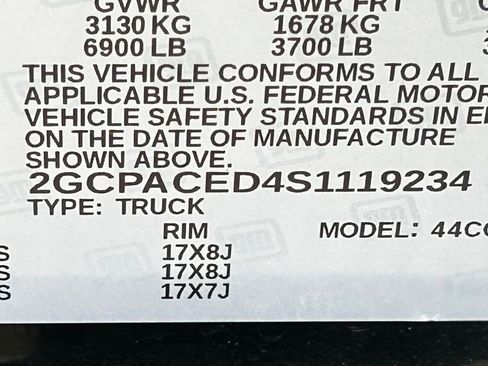 GVWR GAWR FRT
3130 KG 1678 KG
6900 LB 3700 LB
THIS VEHICLE CONFORMS TO ALL
APPLICABLE U.S. FEDERAL MOTOR
VEHICLE SAFETY STANDARDS IN E
ON THE DATE OF MANUFACTURE
SHOWN ABOVE.
2GCPACED4S1119234
TYPE: TRUCK
RIM MODEL: 44CC
S 17X8J
S 17X8J
S 17X7J